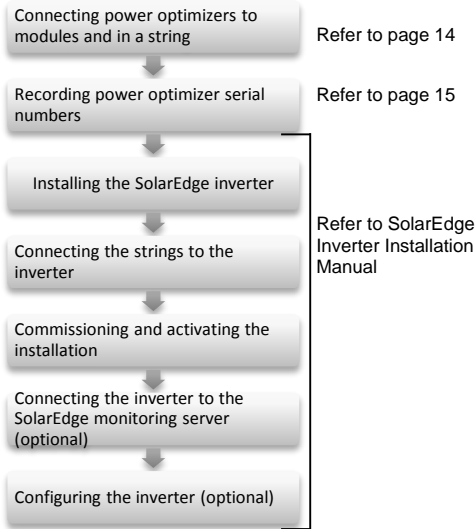 Connecting power optimizers to
modules and in a string
Refer to page 14
Recording power optimizer serial
numbers
Refer to page 15
Installing the SolarEdge inverter
Connecting the strings to the
inverter
Refer to SolarEdge
Inverter Installation
Manual
Commissioning and activating the
installation
Connecting the inverter to the
SolarEdge monitoring server
(optional)
Configuring the inverter (optional)